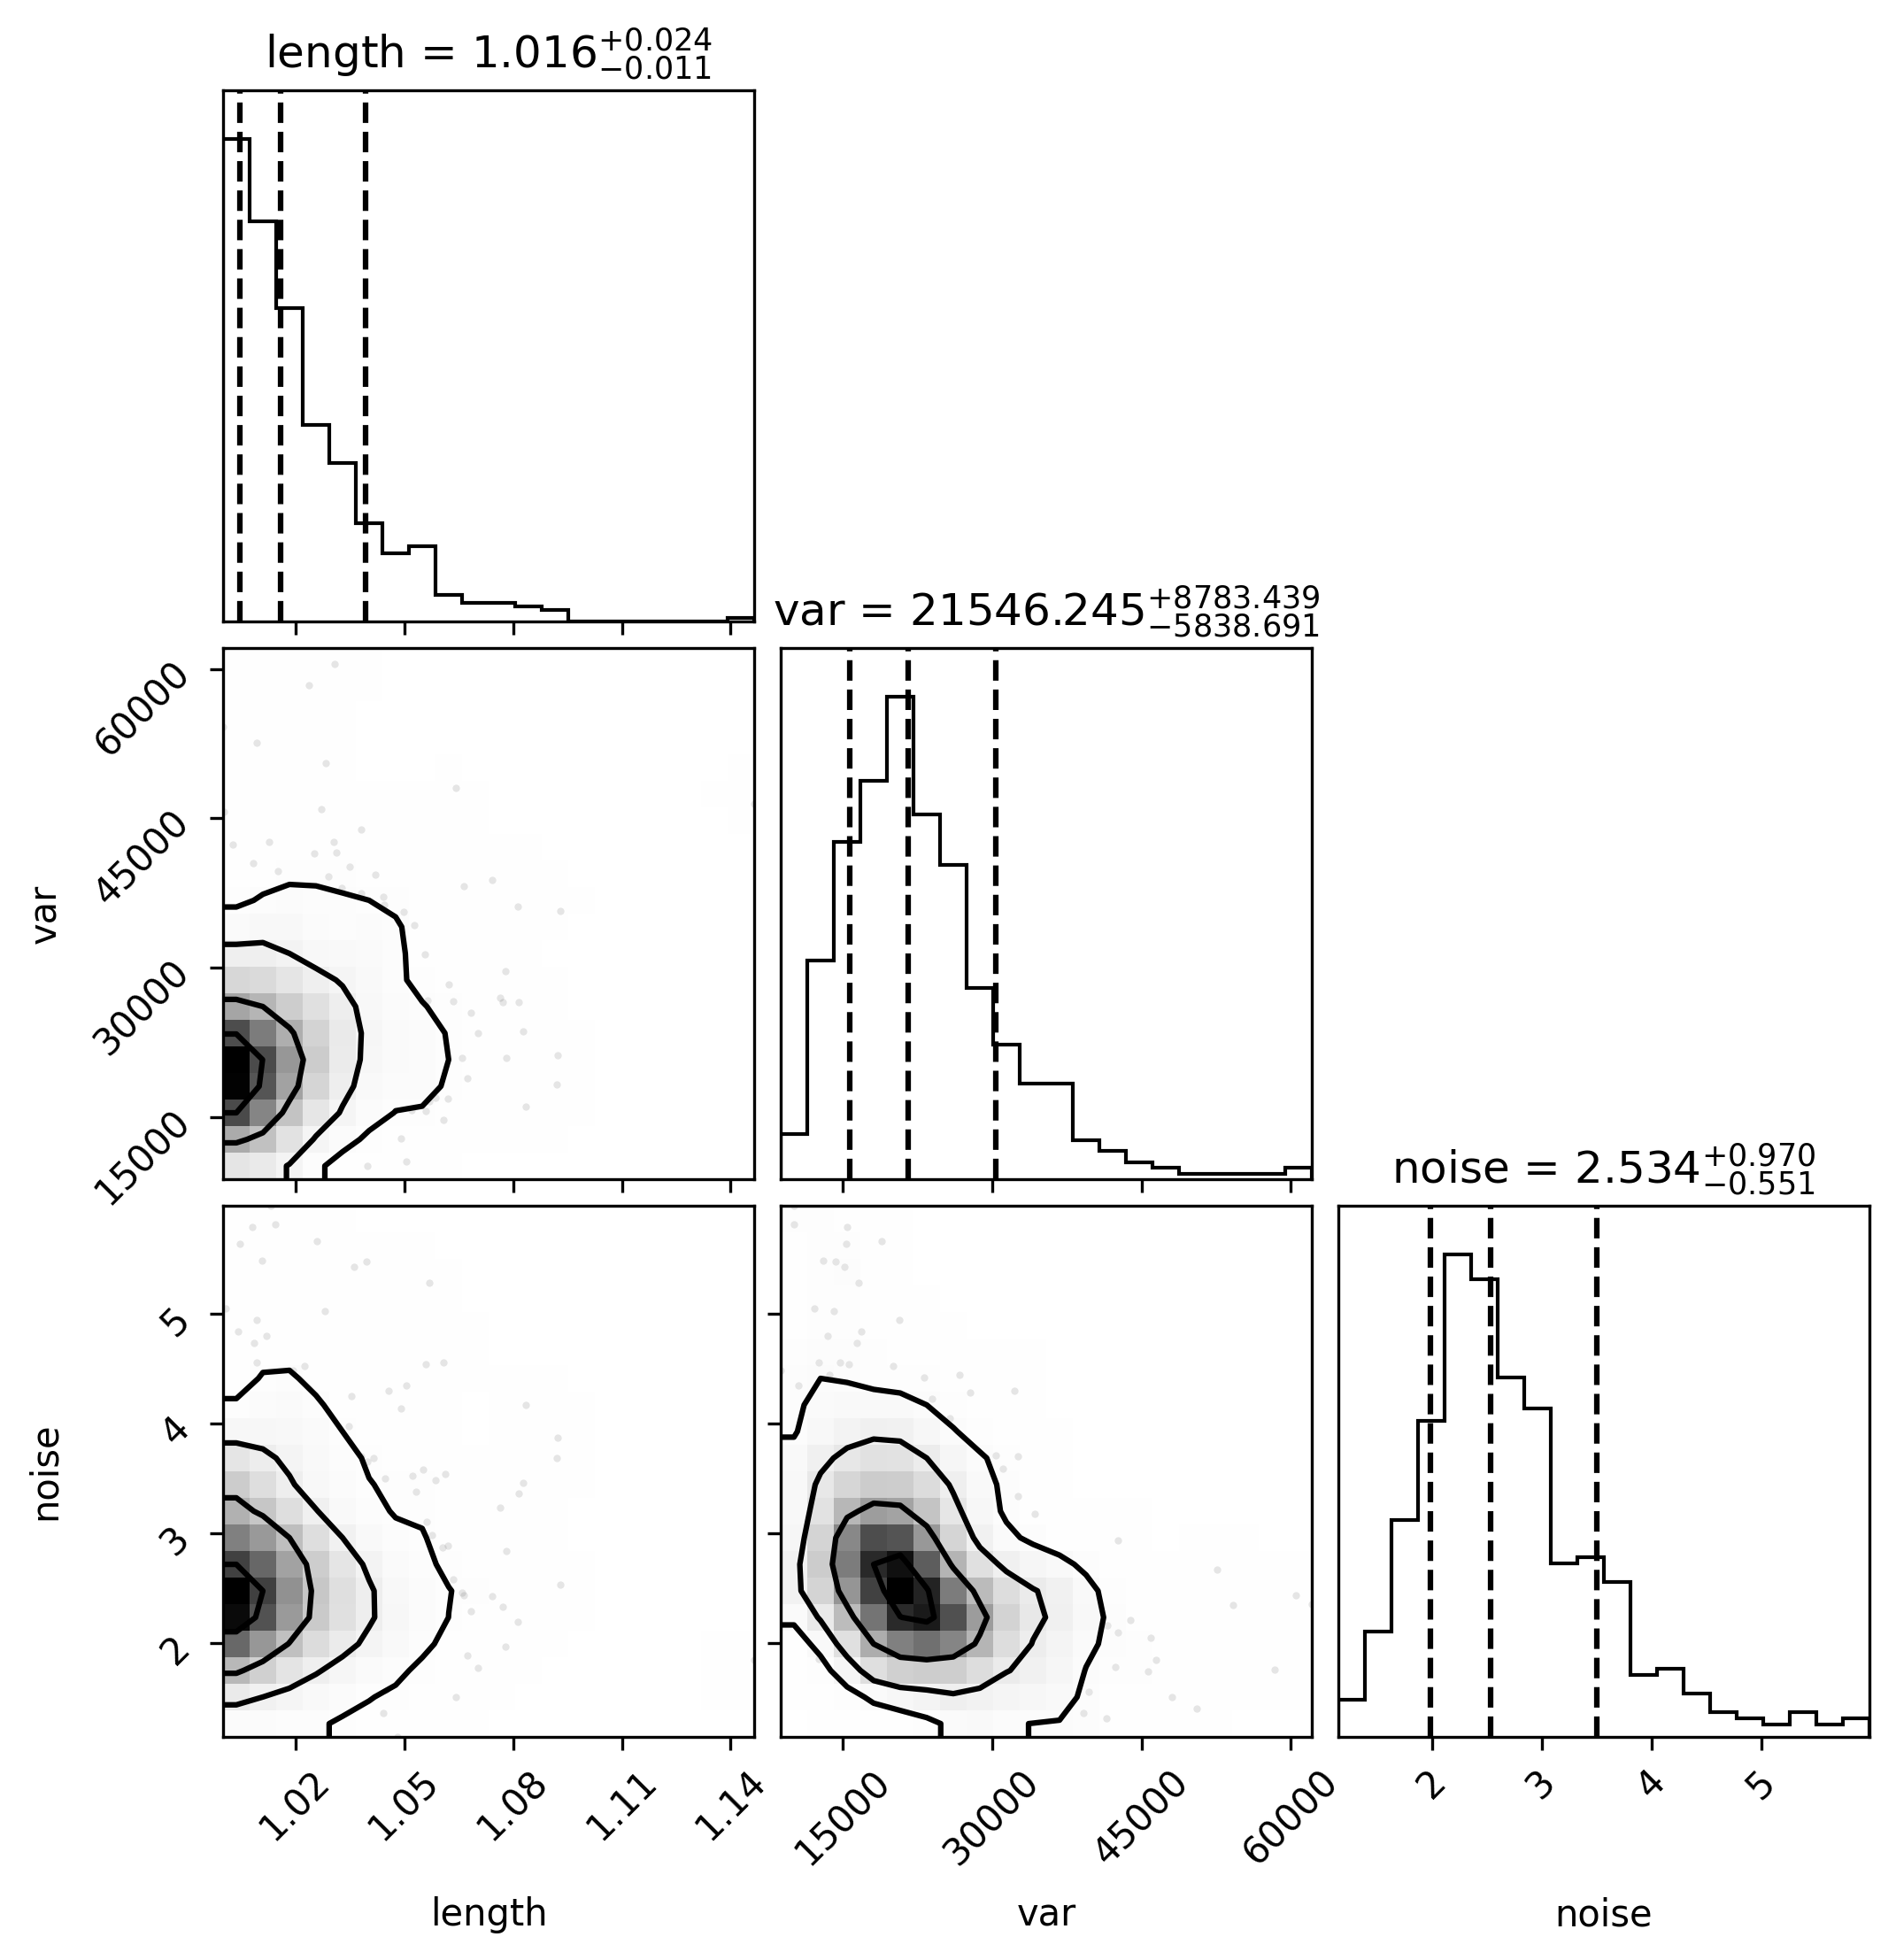 length = 1.016+0.024−0.011
var = 21546.245+8783.439−5838.691
60000
45000
30000
15000
var
noise = 2.534+0.970−0.551
5
4
3
2
noise
1.02 1.05 1.08 1.11 1.14
15000 30000 45000 60000
2 3 4 5
length
var
noise